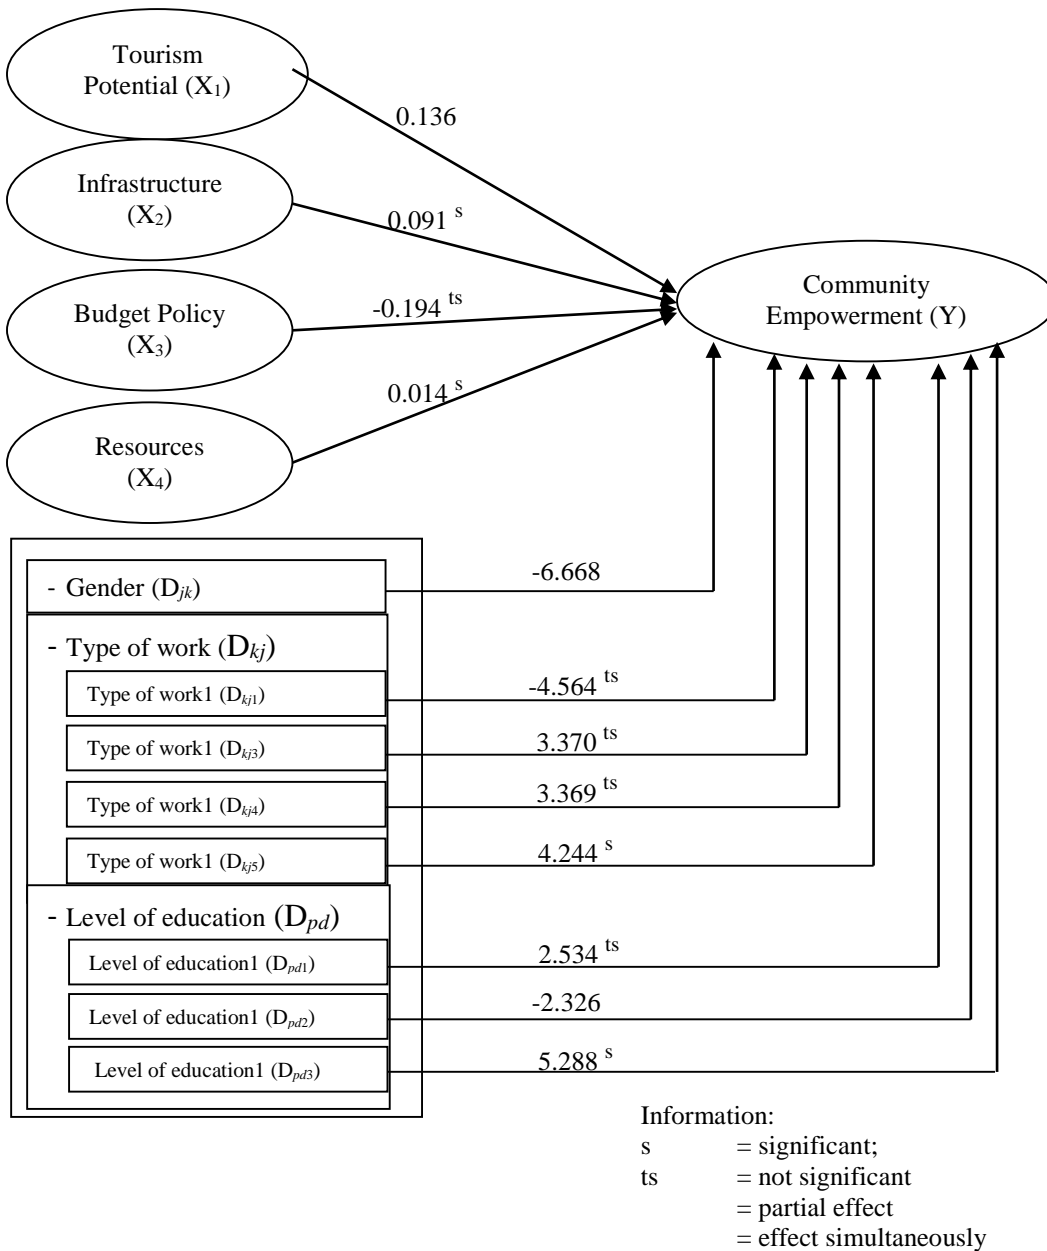 Tourism
Potential (X₁)
0.136
Infrastructure
(X₂)
0.091 ˢ
Community
Empowerment (Y)
Budget Policy
(X₃)
-0.194 ᵗˢ
0.014 ˢ
Resources
(X₄)
- Gender (Djk)
-6.668
- Type of work (Dkj)
Type of work1 (Dkj1)
-4.564 ᵗˢ
Type of work1 (Dkj3)
3.370 ᵗˢ
Type of work1 (Dkj4)
3.369 ᵗˢ
Type of work1 (Dkj5)
4.244 ˢ
- Level of education (Dpd)
Level of education1 (Dpd1)
2.534 ᵗˢ
Level of education1 (Dpd2)
-2.326
Level of education1 (Dpd3)
5.288 ˢ
Information:
s = significant;
ts = not significant
= partial effect
= effect simultaneously